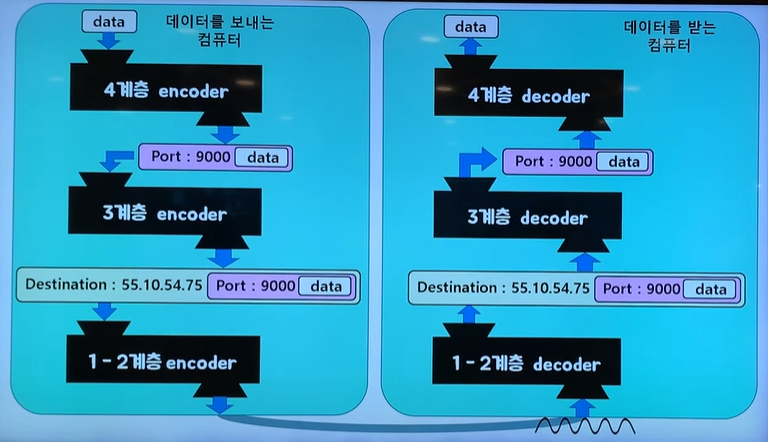 data
데이터를 보내는
컴퓨터
4계층 encoder
Port : 9000 data
3계층 encoder
Destination : 55.10.54.75 Port : 9000 data
1-2계층 encoder
data
데이터를 받는
컴퓨터
4계층 decoder
Port : 9000 data
3계층 decoder
Destination : 55.10.54.75 Port : 9000 data
1-2계층 decoder